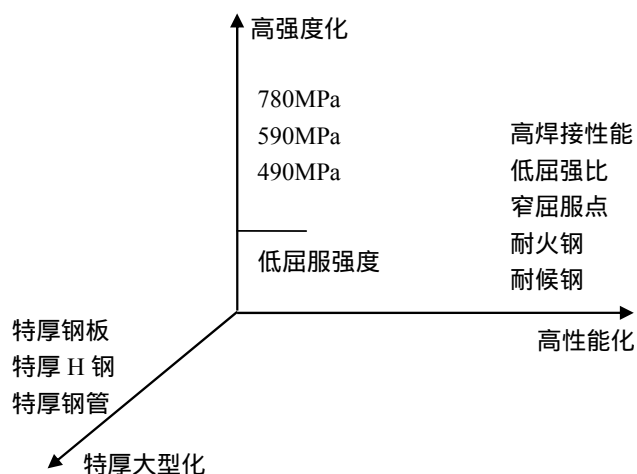 高强度化
780MPa
590MPa
490MPa
低屈服强度
高焊接性能
低屈强比
窄屈服点
耐火钢
耐候钢
高性能化
特厚钢板
特厚 H 钢
特厚钢管
特厚大型化